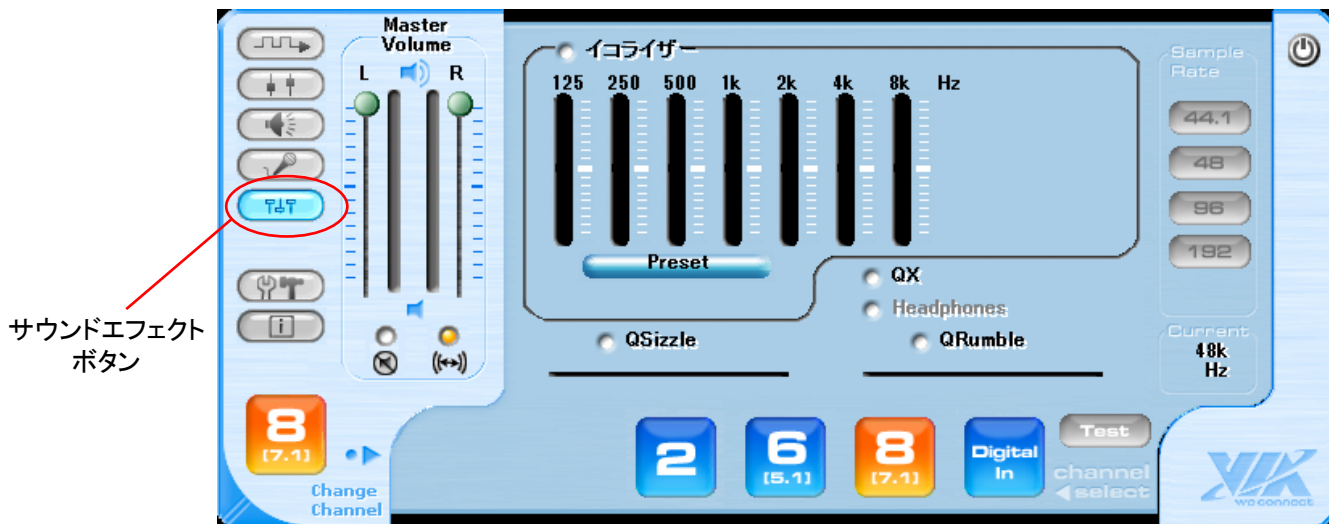 Master
Volume
L R
イコライザー
125 250 500 1k 2k 4k 8k Hz
Preset
QX
Headphones
QSizzle
QRumble
Sample
Rate
44.1
48
96
192
Current
48k
Hz
サウンドエフェクト
ボタン
i
8
[7.1]
Change
Channel
2
6
[5.1]
8
[7.1]
Digital
In
Test
channel
select
VIA
we connect